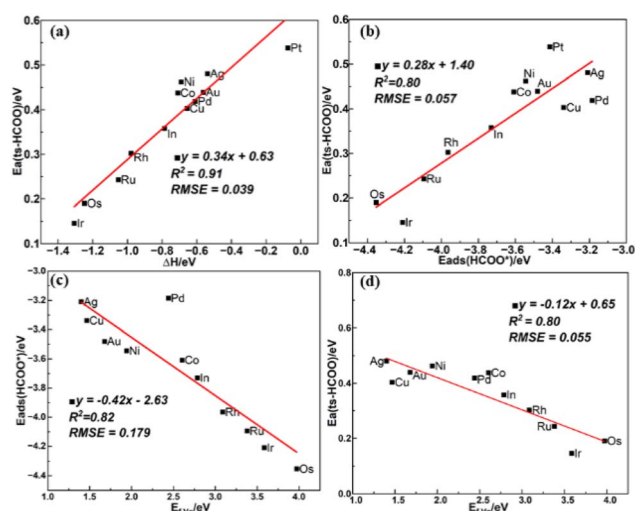 (a)
Pt
Ag
Ni
Co
Au
Pd
Cu
In
Rh
Ru
Os
Ir
y = 0.34x + 0.63
R²= 0.91
RMSE = 0.039
Ea(ts-HCOO)/eV
0.6
0.5
0.4
0.3
0.2
0.1
-1.4 -1.2 -1.0 -0.8 -0.6 -0.4 -0.2 0.0
ΔH/eV
(b)
y = 0.28x + 1.40
R²=0.80
RMSE = 0.057
Pt
Ni
Ag
Au
Co
Cu
Pd
In
Rh
Ru
Os
Ir
Ea(ts-HCOO)/eV
0.6
0.5
0.4
0.3
0.2
0.1
-4.4 -4.2 -4.0 -3.8 -3.6 -3.4 -3.2 -3.0
Eads(HCOO*)/eV
(c)
Ag
Pd
Cu
Au
Ni
Co
In
Rh
Ru
Ir
Os
y = -0.42x - 2.63
R²=0.82
RMSE = 0.179
Eads(HCOO*)/eV
-3.0
-3.2
-3.4
-3.6
-3.8
-4.0
-4.2
-4.4
1.0 1.5 2.0 2.5 3.0 3.5 4.0
(d)
y = -0.12x + 0.65
R² = 0.80
RMSE = 0.055
Ag
Cu
Au
Ni
Pd
Co
In
Rh
Ru
Ir
Os
Ea(ts-HCOO)/eV
0.8
0.6
0.4
0.2
0.0
1.0 1.5 2.0 2.5 3.0 3.5 4.0